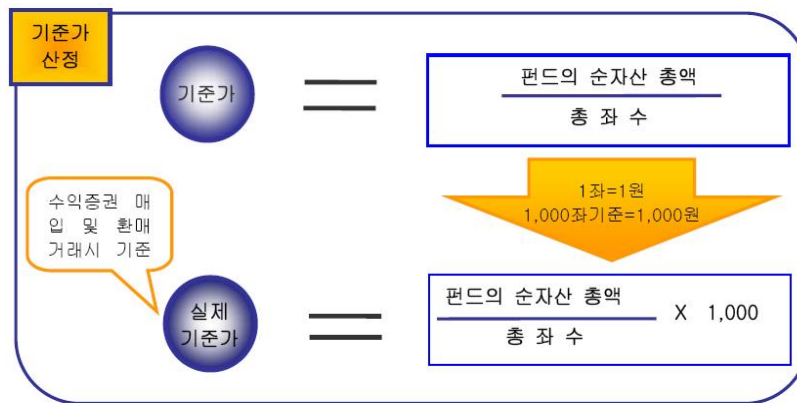 기준가
산정
기준가
펀드의 순자산 총액
총 좌 수
1좌=1원
1,000좌기준=1,000원
수익증권 매
입 및 환매
거래시 기준
실제
기준가
펀드의 순자산 총액
총 좌 수
X 1,000